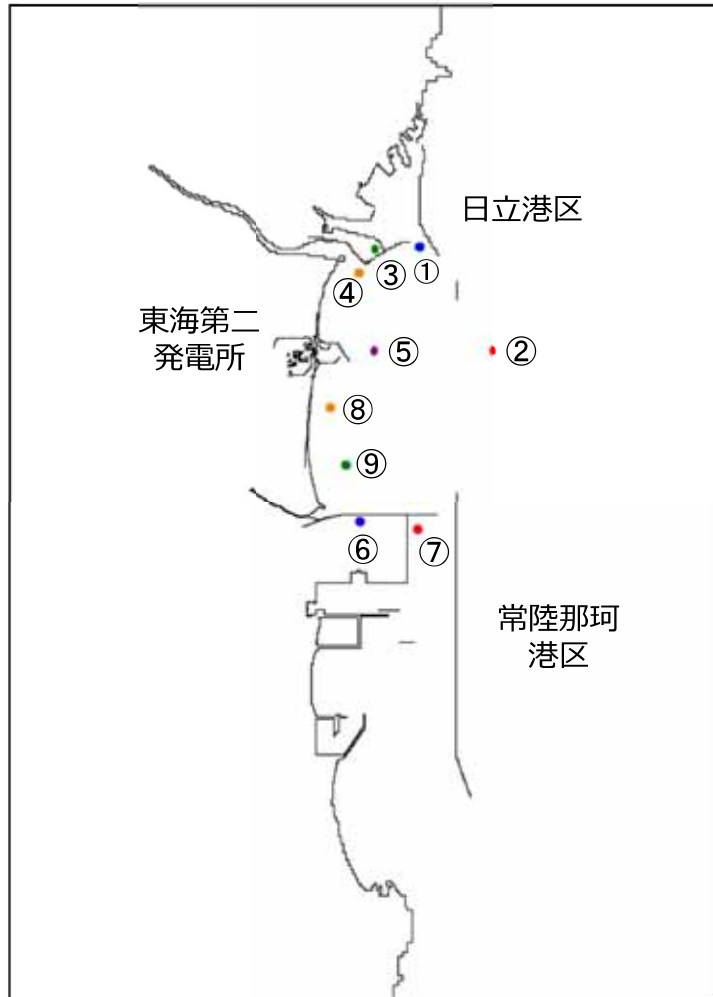 日立港区
①
③
④
東海第二
発電所
⑤
②
⑧
⑨
⑥
⑦
常陸那珂
港区